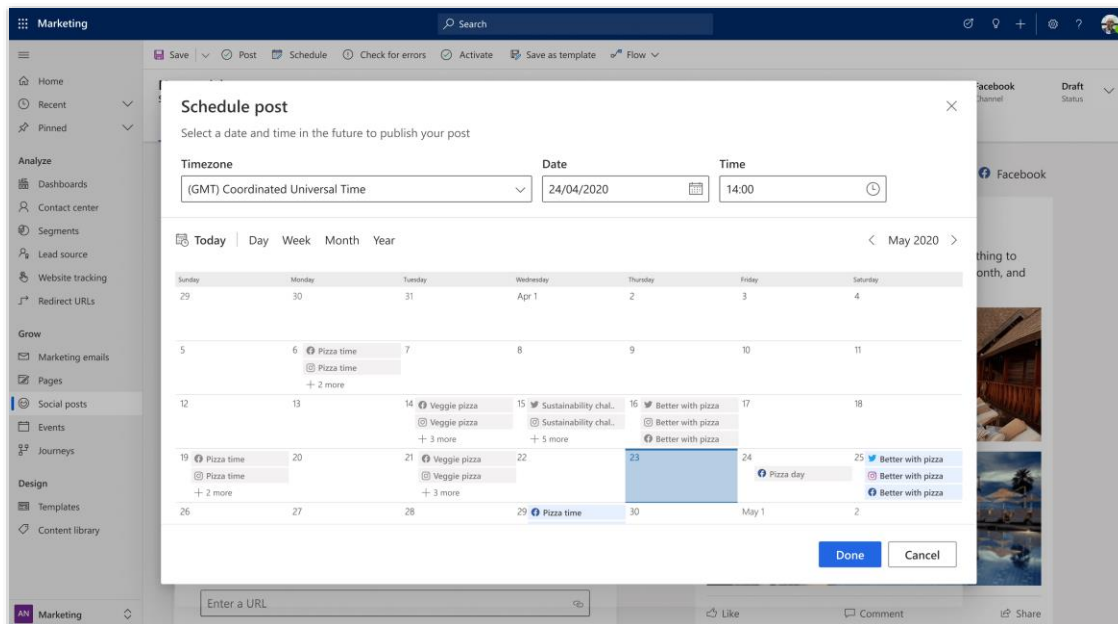 Marketing
Search
Save
Post
Schedule
Check for errors
Activate
Save as template
Flow
Home
Recent
Pinned
Analyze
Dashboards
Contact center
Segments
Lead source
Website tracking
Redirect URLs
Grow
Marketing emails
Pages
Social posts
Events
Journeys
Design
Templates
Content library
AN Marketing
Facebook
Channel
Draft
Status
Facebook
thing to
onth, and
Schedule post
Select a date and time in the future to publish your post
Timezone Date Time
(GMT) Coordinated Universal Time 24/04/2020 14:00
Today Day Week Month Year May 2020
Sunday Monday Tuesday Wednesday Thursday Friday Saturday
29 30 31 Apr 1 2 3 4
5 6 Pizza time 7 8 9 10 11
Pizza time
+ 2 more
12 13 14 Veggie pizza 15 Sustainability chal.. 16 Better with pizza 17 18
Veggie pizza Sustainability chal.. Better with pizza
+ 3 more + 5 more Better with pizza
19 Pizza time 20 21 Veggie pizza 22 23 24 25 Better with pizza
Pizza time Veggie pizza Pizza day Better with pizza
+ 2 more + 3 more Better with pizza
26 27 28 29 Pizza time 30 May 1 2
Done Cancel
Enter a URL
Like Comment Share